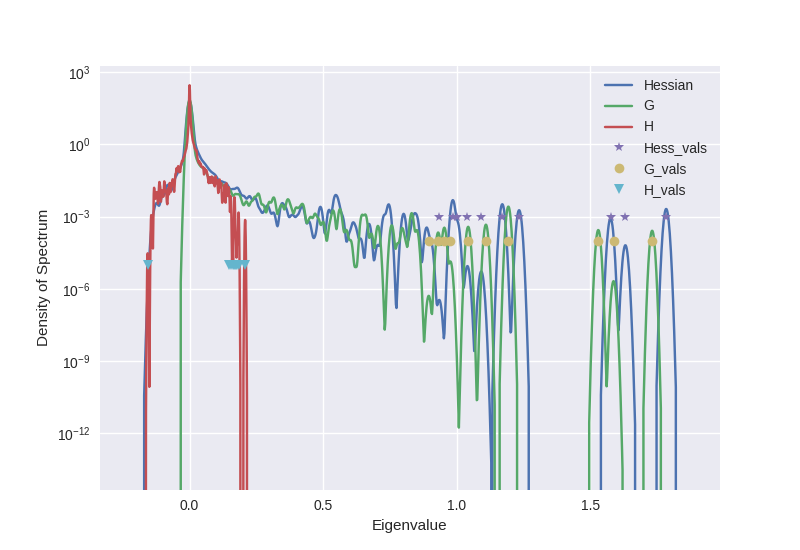 10^3
10^0
10^−3
10^−6
10^−9
10^−12
Density of Spectrum
Hessian
G
H
Hess_vals
G_vals
H_vals
0.0 0.5 1.0 1.5
Eigenvalue